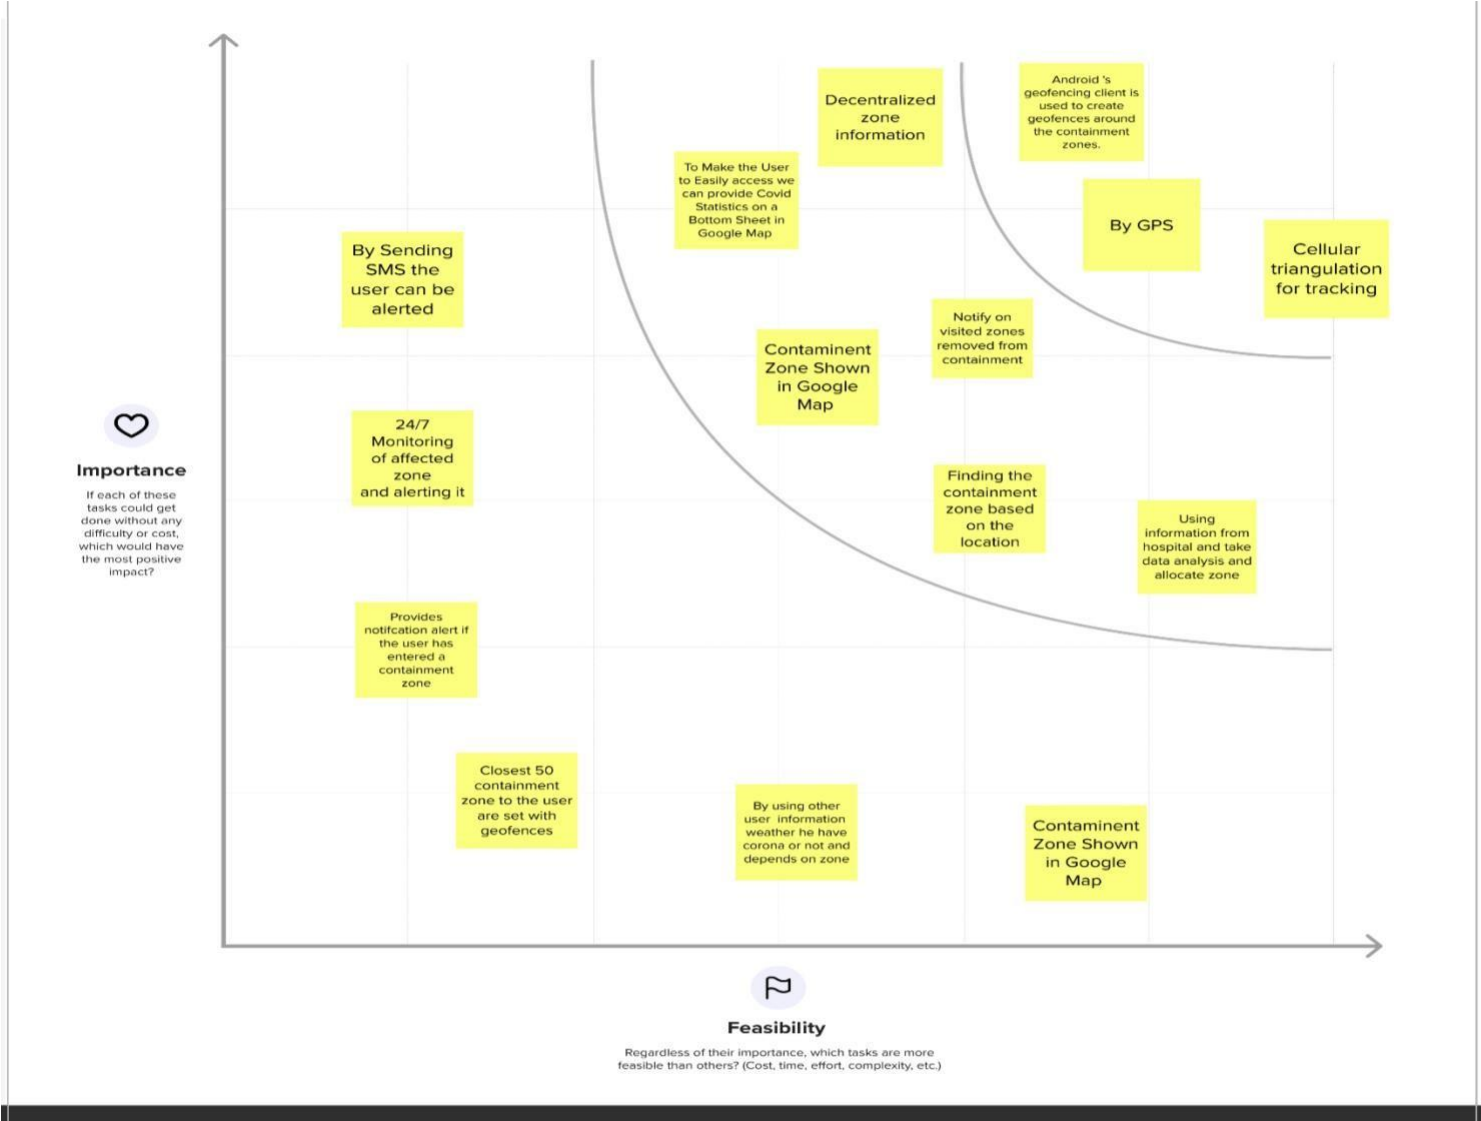 Decentralized
zone
information
Android 's
geofencing client is
used to create
geofences around
the containment
zones.
To Make the User
to Easily access we
can provide Covid
Statistics on a
Bottom Sheet in
Google Map
By GPS
Cellular
triangulation
for tracking
By Sending
SMS the
user can be
alerted
Notify on
visited zones
removed from
containment
Contaminent
Zone Shown
in Google
Map
24/7
Monitoring
of affected
zone
and alerting it
Importance
If each of these
tasks could get
done without any
difficulty or cost,
which would have
the most positive
impact?
Finding the
containment
zone based
on the
location
Using
information from
hospital and take
data analysis and
allocate zone
Provides
notifcation alert if
the user has
entered a
containment
zone
Closest 50
containment
zone to the user
are set with
geofences
By using other
user information
weather he have
corona or not and
depends on zone
Contaminent
Zone Shown
in Google
Map
Feasibility
Regardless of their importance, which tasks are more
feasible than others? (Cost, time, effort, complexity, etc.)